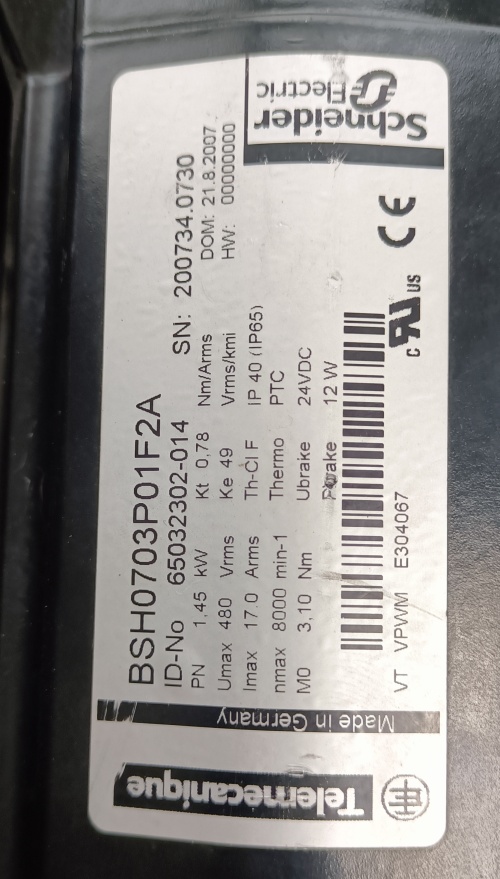 Telemecanique
Made in Germany
Schneider
Electric
BSH0703P01F2A
ID-No 65032302-014 SN: 200734.0730
PN 1,45 kW Kt 0,78 Nm/Arms DOM: 21.8.2007
Umax 480 Vrms Ke 49 Vrms/kmi HW: 00000000
Imax 17.0 Arms Th-Cl F IP 40 (IP65)
nmax 8000 min-1 Thermo PTC
M0 3,10 Nm Ubrake 24VDC
Pbrake 12 W
VT VPWM E304067
c RU US CE